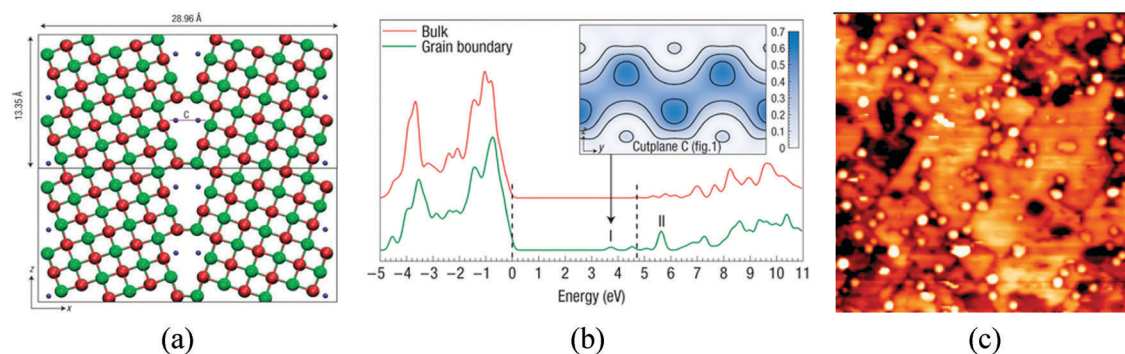 28.96 Å
13.35 Å
C
z
x
(a)
Bulk
Grain boundary
0.7
0.6
0.5
0.4
0.3
0.2
0.1
0
z
y
Cutplane C (fig.1)
I
II
−5 −4 −3 −2 −1 0 1 2 3 4 5 6 7 8 9 10 11
Energy (eV)
(b)
(c)